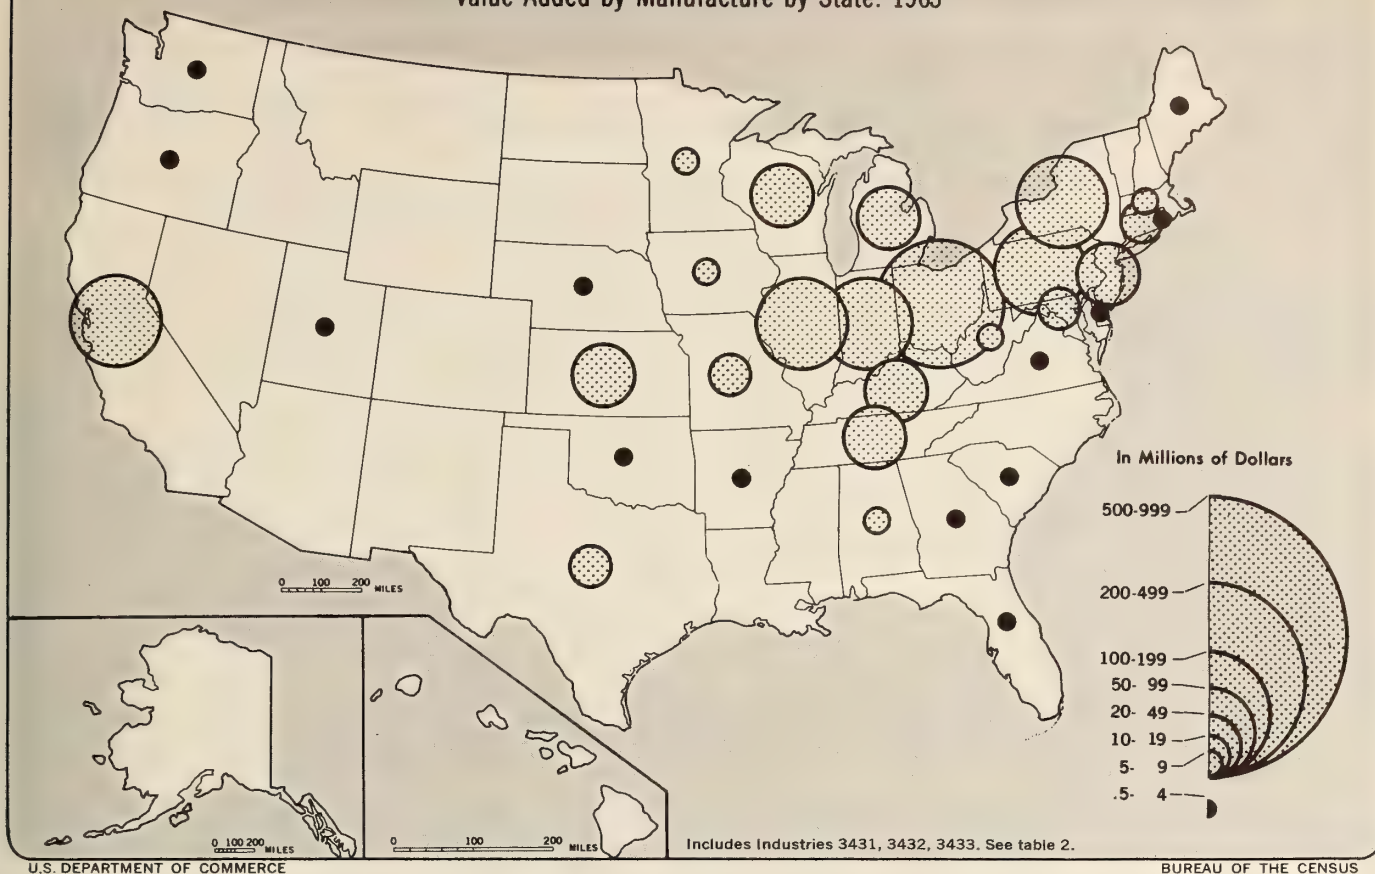 Value Added by Manufacture by State: 1963
In Millions of Dollars
500-999
200-499
100-199
50- 99
20- 49
10- 19
5- 9
.5- 4
0 100 200 MILES
0 100 200 MILES
0 100 200 MILES
Includes Industries 3431, 3432, 3433. See table 2.
U.S. DEPARTMENT OF COMMERCE
BUREAU OF THE CENSUS